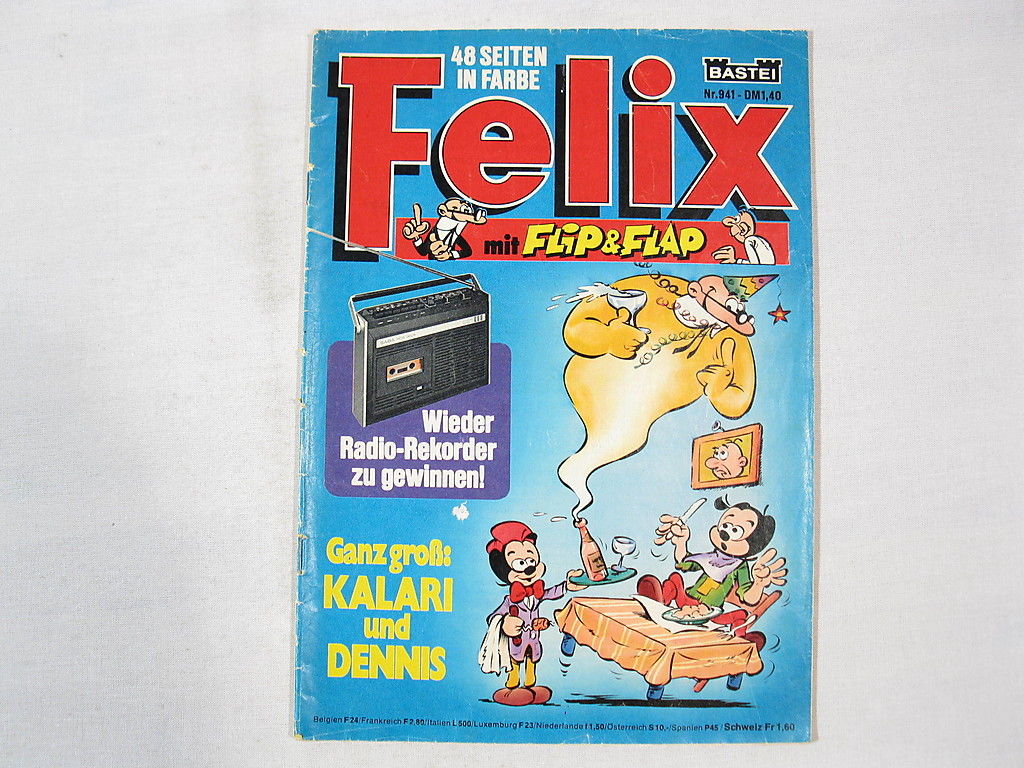 48 SEITEN
IN FARBE
BASTEI
Nr.941 - DM1,40
Felix
mit FLiP & FLAP
Wieder
Radio-Rekorder
zu gewinnen!
Ganz groß:
KALARI
und
DENNIS
Belgien F24/Frankreich F2,80/Italien L500/Luxemburg F23/Niederlande f1,50/Österreich S10,-/Spanien P45/Schweiz Fr1,60